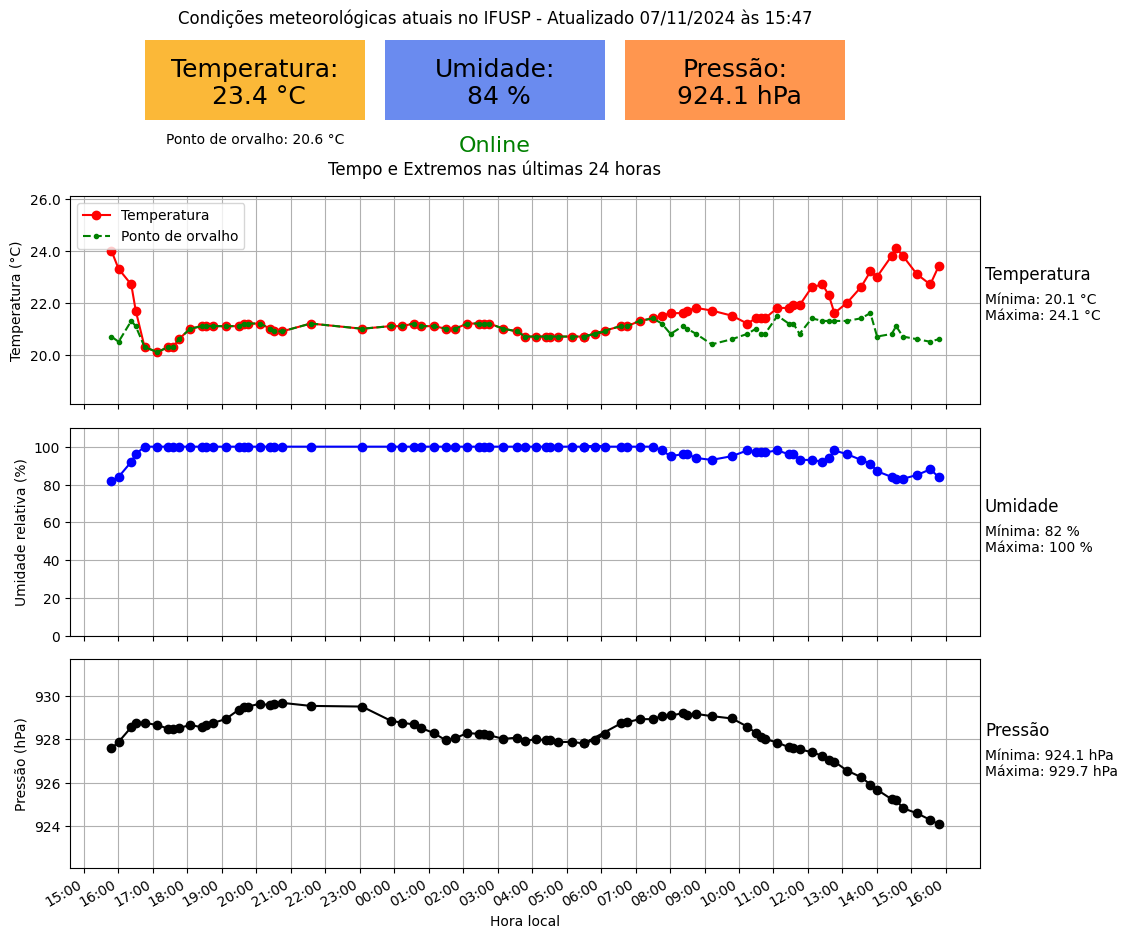 Condições meteorológicas atuais no IFUSP - Atualizado 07/11/2024 às 15:47
Temperatura:
23.4 °C
Umidade:
84 %
Pressão:
924.1 hPa
Ponto de orvalho: 20.6 °C
Online
Tempo e Extremos nas últimas 24 horas
Temperatura (°C)
26.0
24.0
22.0
20.0
Temperatura
Ponto de orvalho
Temperatura
Mínima: 20.1 °C
Máxima: 24.1 °C
Umidade relativa (%)
100
80
60
40
20
0
Umidade
Mínima: 82 %
Máxima: 100 %
Pressão (hPa)
930
928
926
924
Pressão
Mínima: 924.1 hPa
Máxima: 929.7 hPa
15:00 16:00 17:00 18:00 19:00 20:00 21:00 22:00 23:00 00:00 01:00 02:00 03:00 04:00 05:00 06:00 07:00 08:00 09:00 10:00 11:00 12:00 13:00 14:00 15:00 16:00
Hora local